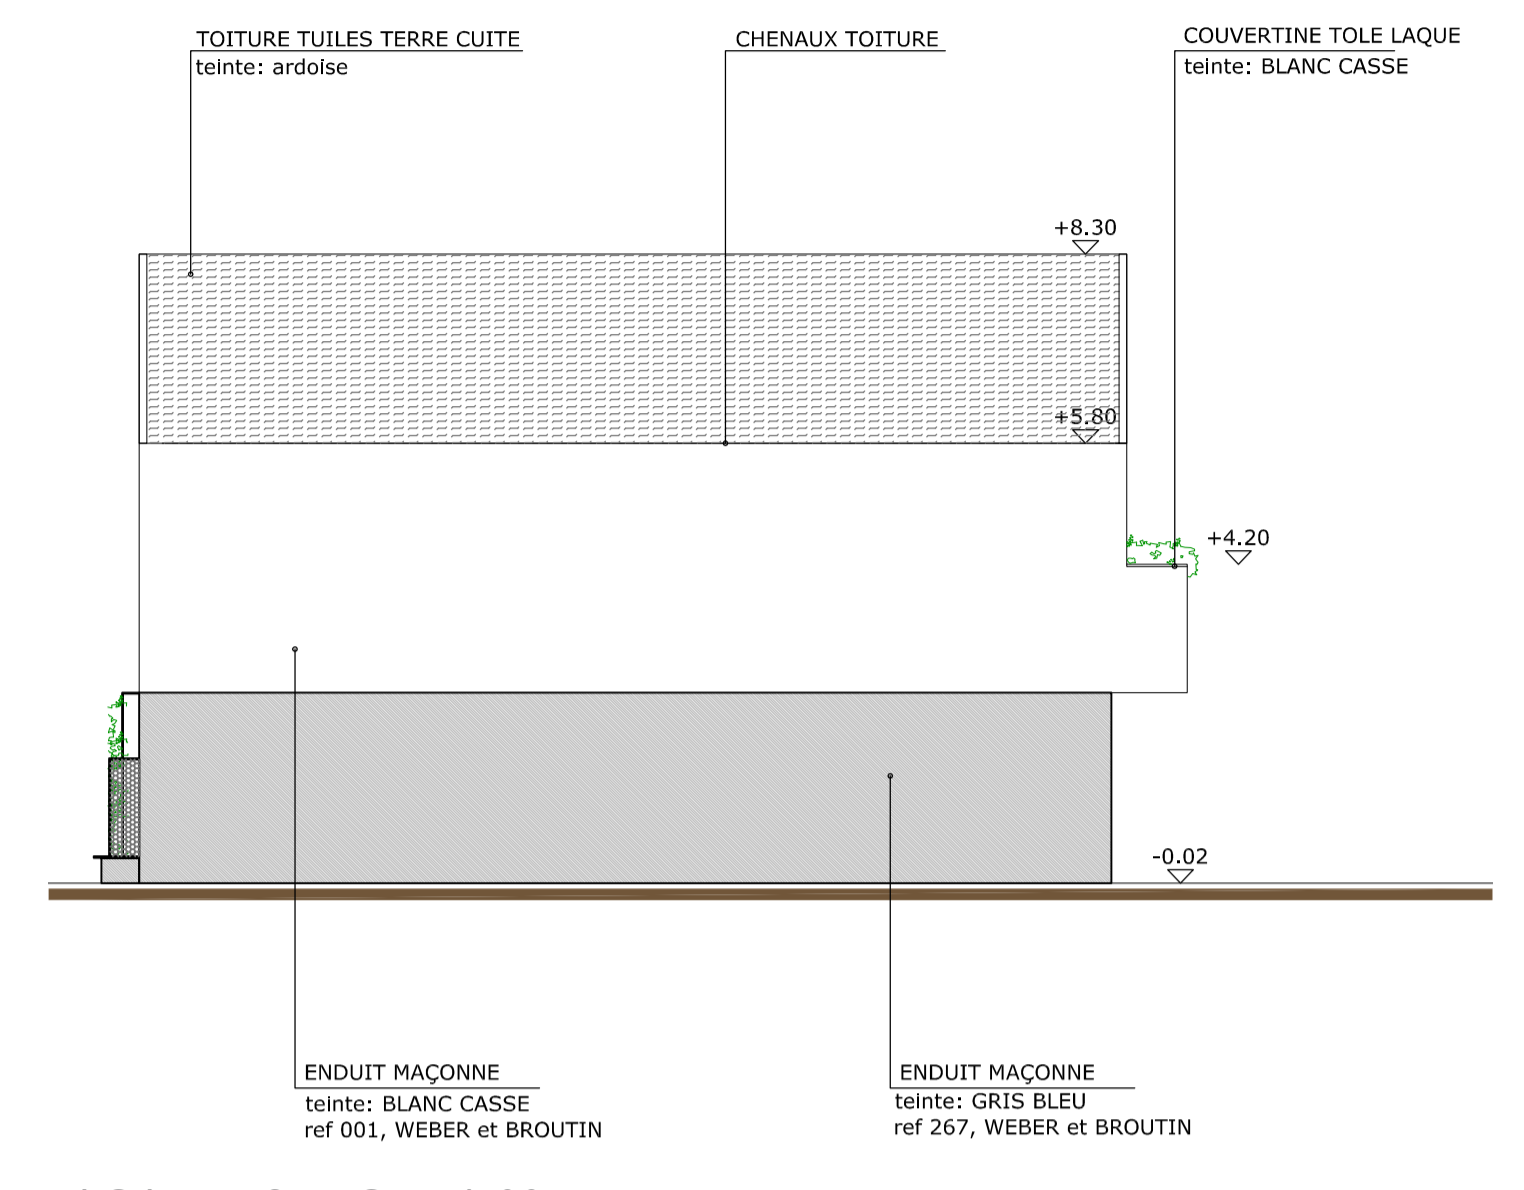 TOITURE TUILES TERRE CUITE
teinte: ardoise
CHENAUX TOITURE
COUVERTINE TOLE LAQUE
teinte: BLANC CASSE
+8.30
+5.80
+4.20
-0.02
ENDUIT MAÇONNE
teinte: BLANC CASSE
ref 001, WEBER et BROUTIN
ENDUIT MAÇONNE
teinte: GRIS BLEU
ref 267, WEBER et BROUTIN